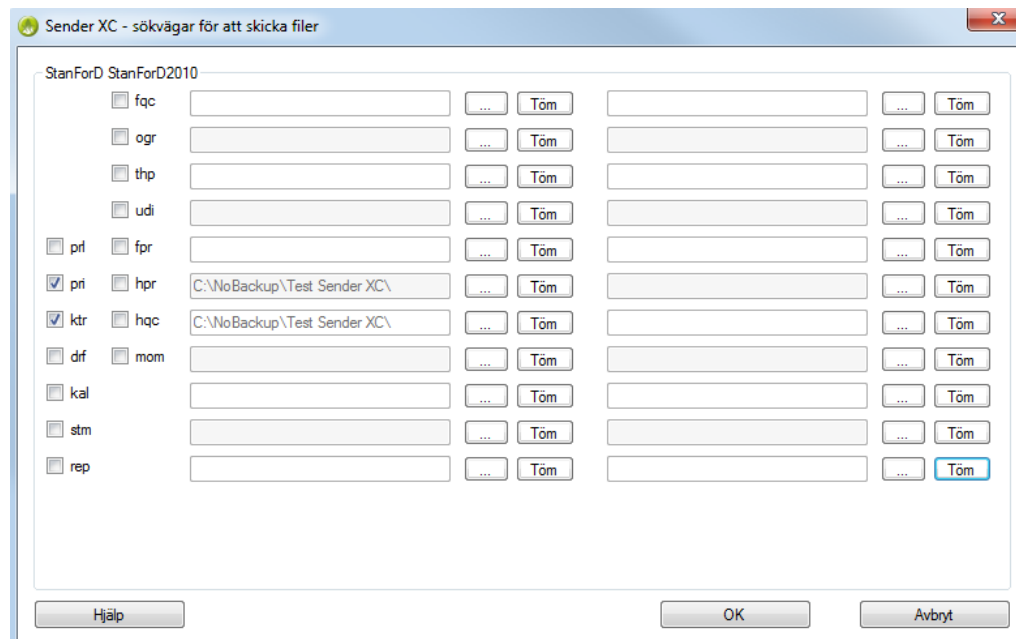 Sender XC - sökvägar för att skicka filer
StanForD StanForD2010
fqc ... Töm ... Töm
ogr ... Töm ... Töm
thp ... Töm ... Töm
udi ... Töm ... Töm
prl fpr ... Töm ... Töm
pri hpr C:\NoBackup\Test Sender XC\ ... Töm ... Töm
ktr hqc C:\NoBackup\Test Sender XC\ ... Töm ... Töm
drf mom ... Töm ... Töm
kal ... Töm ... Töm
stm ... Töm ... Töm
rep ... Töm ... Töm
Hjälp OK Avbryt